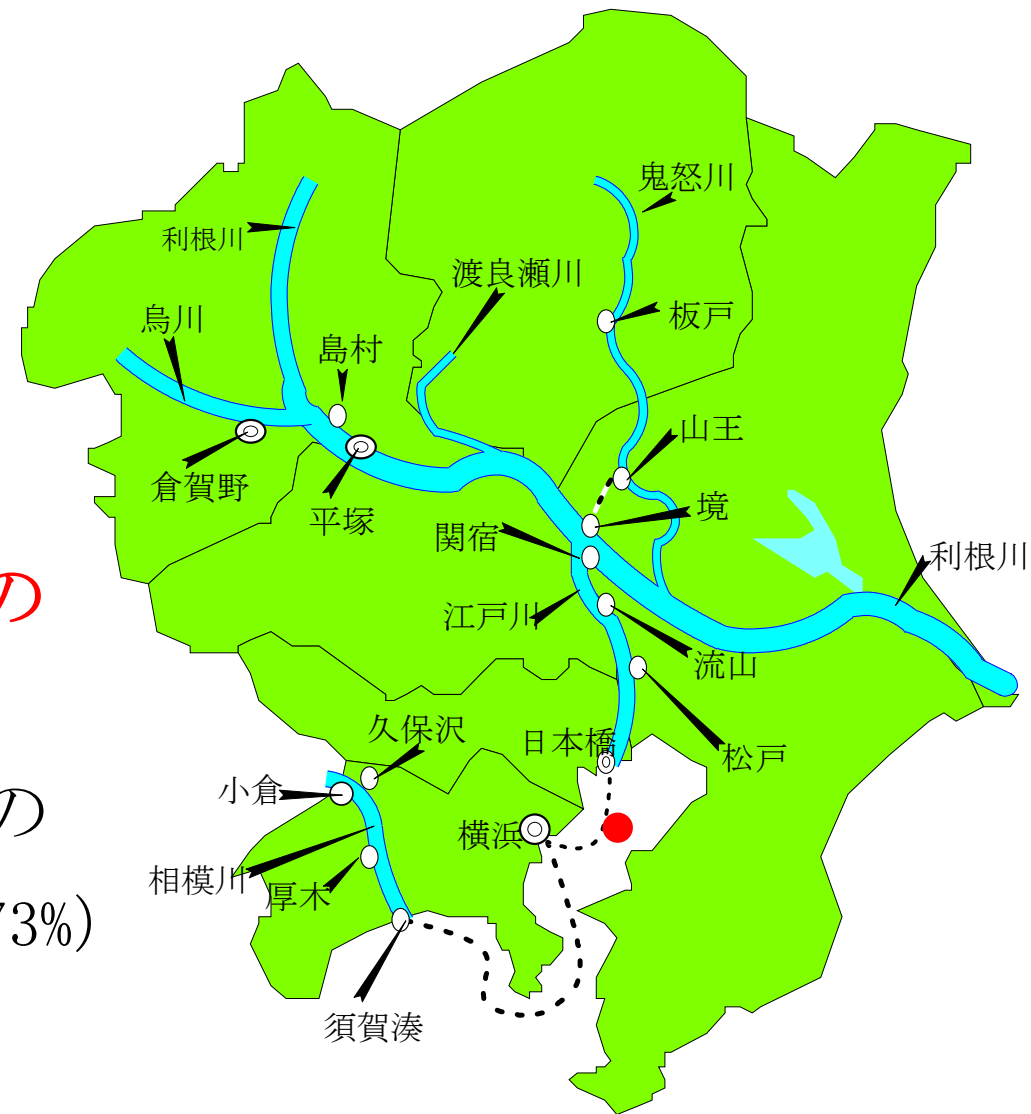 鬼怒川
利根川
渡良瀬川
烏川
島村
板戸
山王
倉賀野
平塚
境
関宿
利根川
の
江戸川
流山
久保沢
日本橋
松戸
小倉
の
横浜
相模川
厚木
73%)
須賀湊